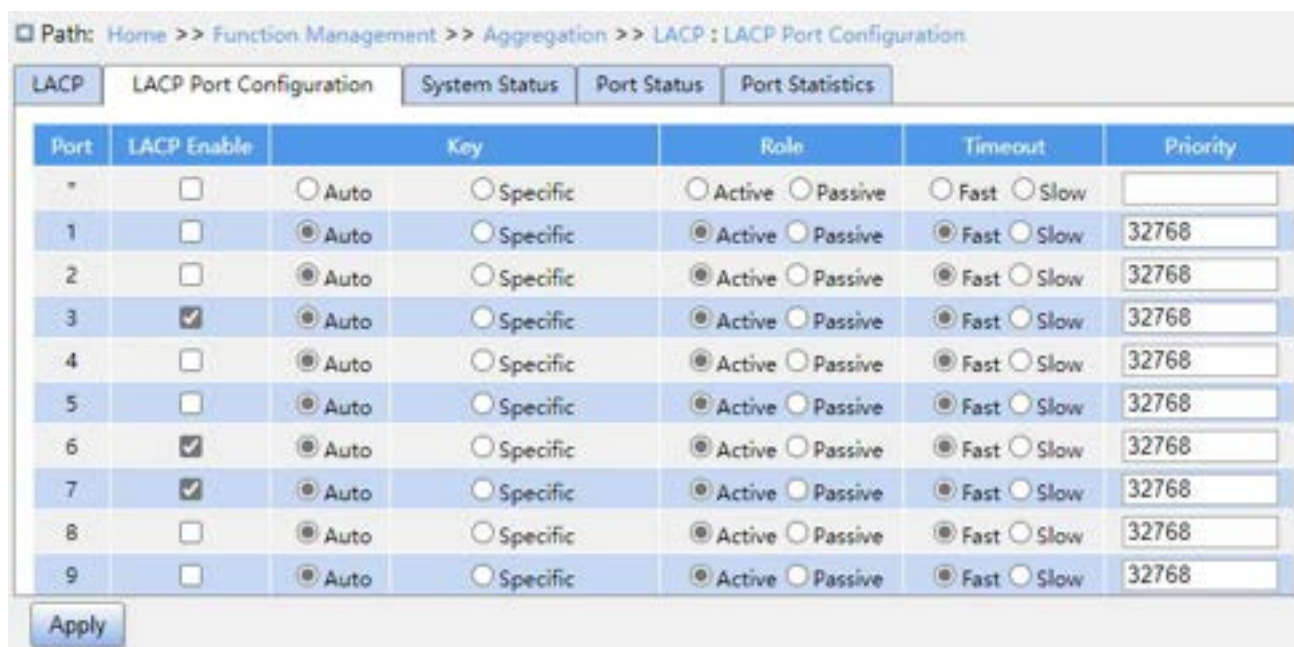 Path: Home >> Function Management >> Aggregation >> LACP : LACP Port Configuration
LACP LACP Port Configuration System Status Port Status Port Statistics
Port LACP Enable Key Role Timeout Priority
* Auto Specific Active Passive Fast Slow
1 Auto Specific Active Passive Fast Slow 32768
2 Auto Specific Active Passive Fast Slow 32768
3 Auto Specific Active Passive Fast Slow 32768
4 Auto Specific Active Passive Fast Slow 32768
5 Auto Specific Active Passive Fast Slow 32768
6 Auto Specific Active Passive Fast Slow 32768
7 Auto Specific Active Passive Fast Slow 32768
8 Auto Specific Active Passive Fast Slow 32768
9 Auto Specific Active Passive Fast Slow 32768
Apply